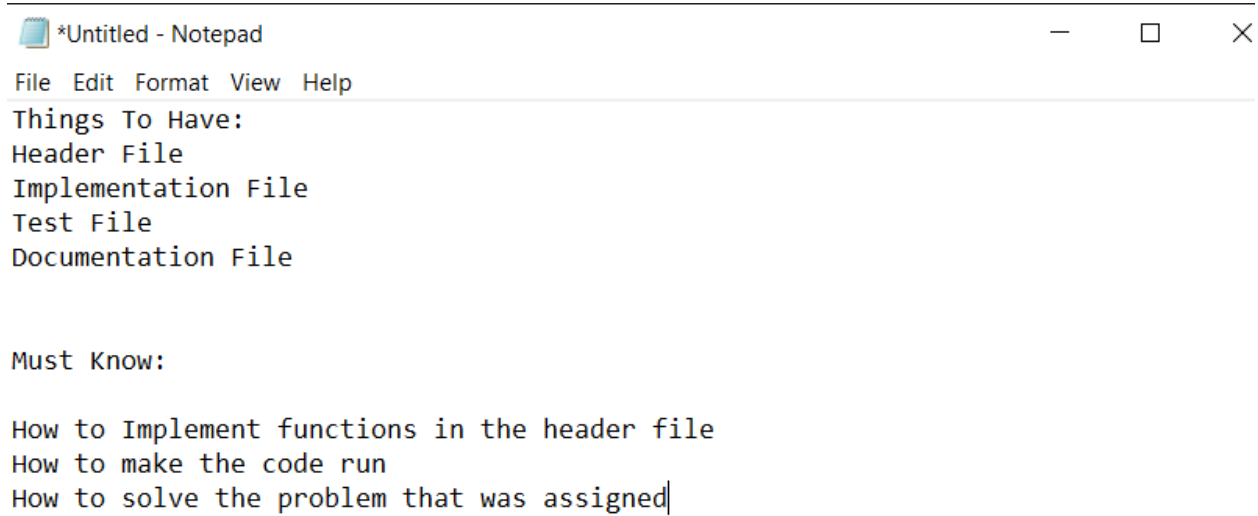 *Untitled - Notepad
File Edit Format View Help
Things To Have:
Header File
Implementation File
Test File
Documentation File
Must Know:
How to Implement functions in the header file
How to make the code run
How to solve the problem that was assigned